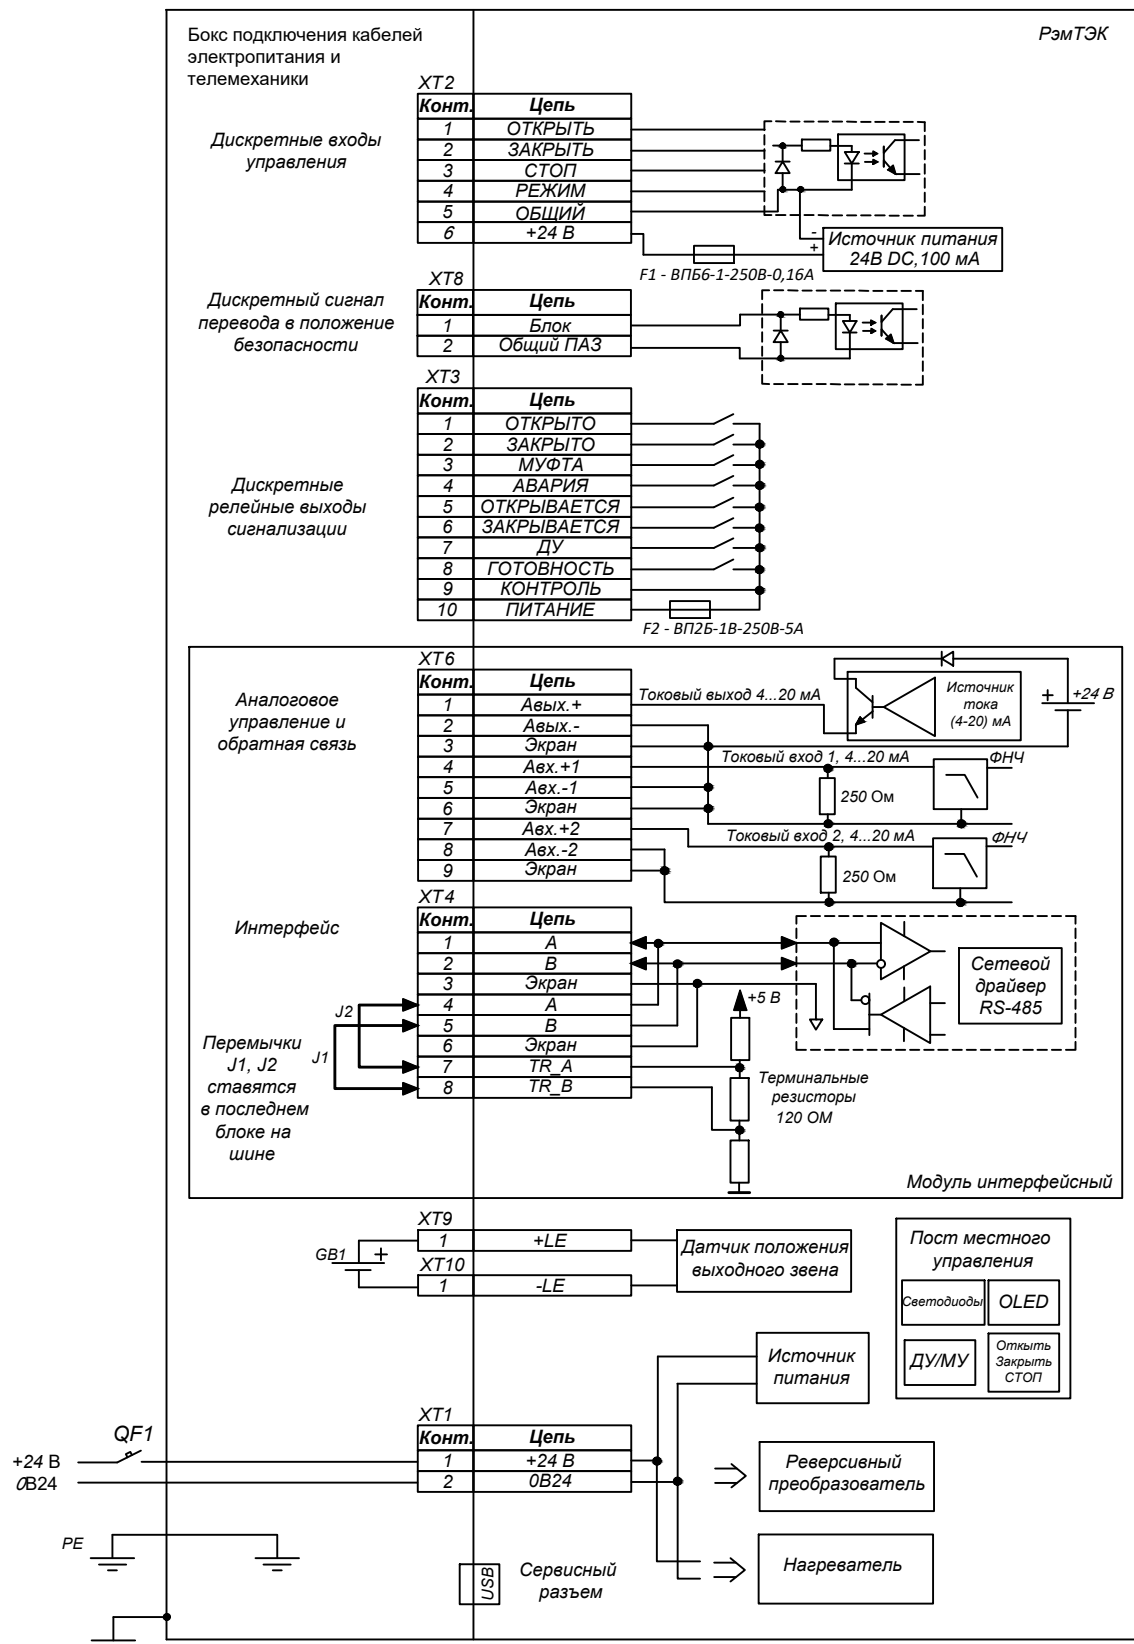 Бокс подключения кабелей
электропитания и
телемеханики
РэмТЭК
XT2
Конт. Цепь
Дискретные входы
управления
1 ОТКРЫТЬ
2 ЗАКРЫТЬ
3 СТОП
4 РЕЖИМ
5 ОБЩИЙ
6 +24 В
-
+
Источник питания
24В DC,100 мА
F1 - ВПБ6-1-250В-0,16А
XT8
Конт. Цепь
Дискретный сигнал
перевода в положение
безопасности
1 Блок
2 Общий ПАЗ
XT3
Конт. Цепь
Дискретные
релейные выходы
сигнализации
1 ОТКРЫТО
2 ЗАКРЫТО
3 МУФТА
4 АВАРИЯ
5 ОТКРЫВАЕТСЯ
6 ЗАКРЫВАЕТСЯ
7 ДУ
8 ГОТОВНОСТЬ
9 КОНТРОЛЬ
10 ПИТАНИЕ
F2 - ВП2Б-1В-250В-5А
XT6
Конт. Цепь
Аналоговое
управление и
обратная связь
1 Авых.+
2 Авых.-
3 Экран
4 Авх.+1
5 Авх.-1
6 Экран
7 Авх.+2
8 Авх.-2
9 Экран
Токовый выход 4...20 мА
Источник
тока
(4-20) мА
+ +24 В
Токовый вход 1, 4...20 мА
ФНЧ
250 Ом
Токовый вход 2, 4...20 мА
ФНЧ
250 Ом
XT4
Конт. Цепь
Интерфейс
1 А
2 В
3 Экран
4 А
5 В
6 Экран
7 TR_A
8 TR_B
J2
J1
Перемычки
J1, J2
ставятся
в последнем
блоке на
шине
+5 В
Терминальные
резисторы
120 ОМ
Сетевой
драйвер
RS-485
Модуль интерфейсный
XT9
1 +LE
GB1 +
XT10
1 -LE
Датчик положения
выходного звена
Пост местного
управления
Светодиоды OLED
ДУ/МУ
Откыть
Закрыть
СТОП
Источник
питания
XT1
Конт. Цепь
QF1
+24 В
0В24
1 +24 В
2 0В24
Реверсивный
преобразователь
PE
USB
Сервисный
разъем
Нагреватель